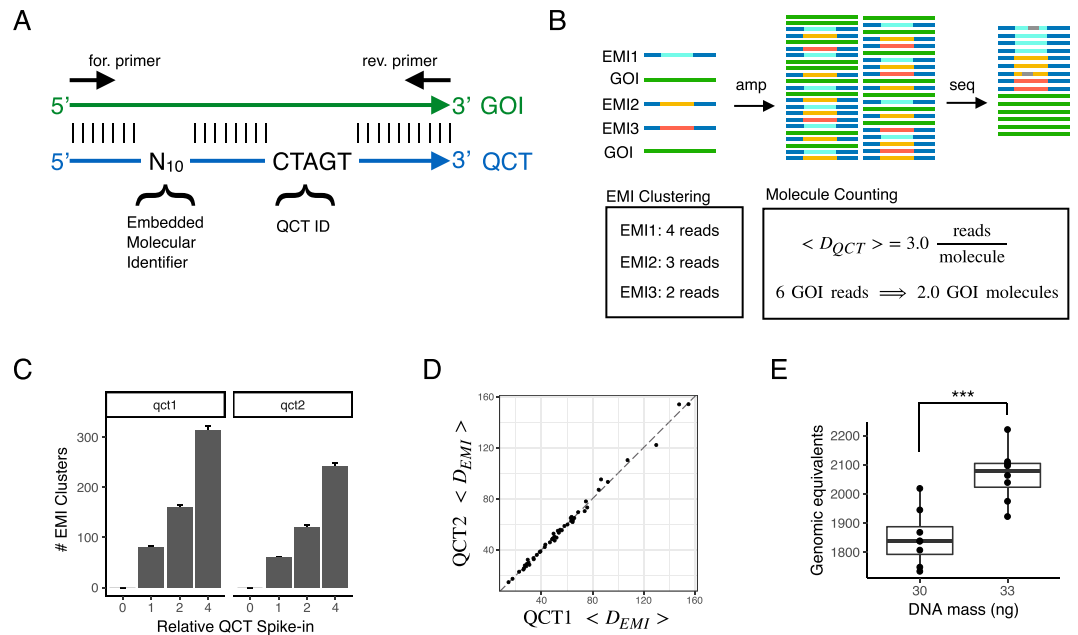 A
for. primer
rev. primer
5’
3’ GOI
5’
N10
CTAGT
3’ QCT
Embedded
Molecular
Identifier
QCT ID
B
EMI1
GOI
EMI2
EMI3
GOI
amp
seq
EMI Clustering
EMI1: 4 reads
EMI2: 3 reads
EMI3: 2 reads
Molecular Counting
< D_QCT > = 3.0 reads/molecule
6 GOI reads ⟹ 2.0 GOI molecules
C
qct1
qct2
# EMI Clusters
300
200
100
0
0 1 2 4
0 1 2 4
Relative QCT Spike-in
D
QCT2 < D_EMI >
160
120
80
40
40 80 120 160
QCT1 < D_EMI >
E
***
Genomic equivalents
2200
2100
2000
1900
1800
30 33
DNA mass (ng)